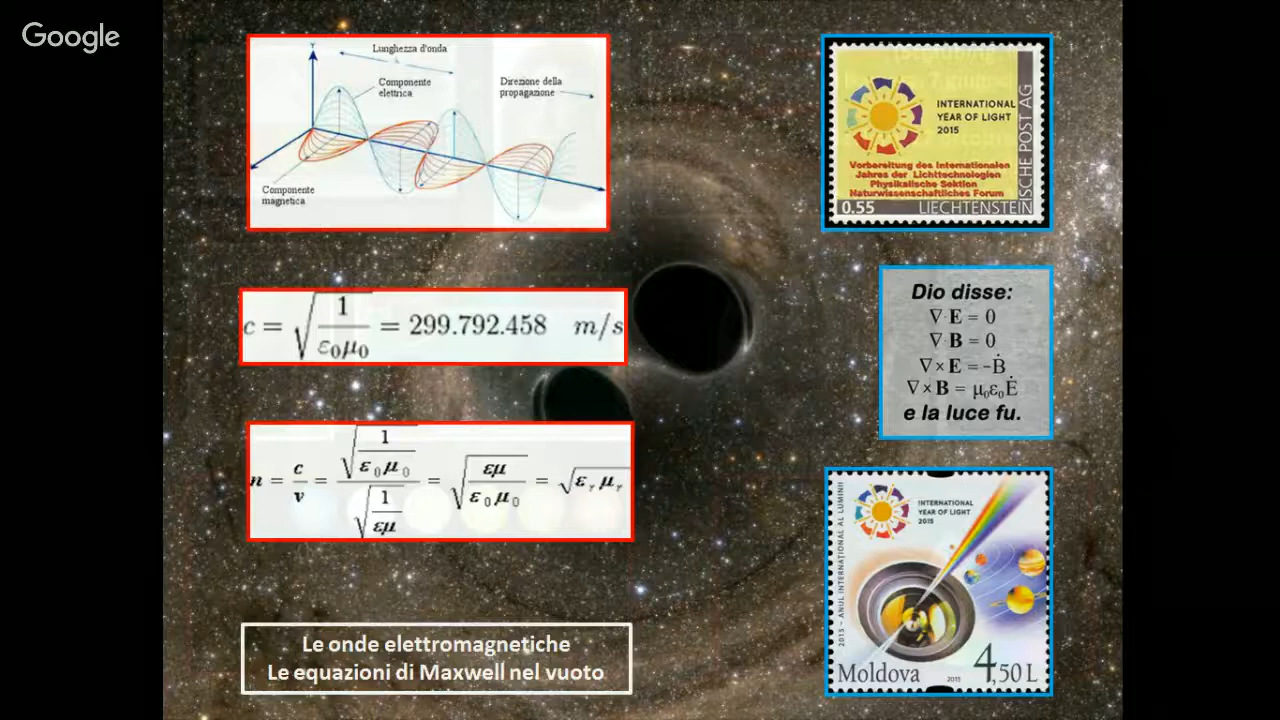 Google
Lunghezza d'onda
λ
Componente
elettrica
Direzione della
propagazione
Y
Componente
magnetica
c = √(1/(ε₀μ₀)) = 299.792.458 m/s
n = c/v = √(1/(ε₀μ₀)) / √(1/(εμ)) = √(εμ/(ε₀μ₀)) = √(εᵣμᵣ)
Le onde elettromagnetiche
Le equazioni di Maxwell nel vuoto
INTERNATIONAL
YEAR OF LIGHT
2015
Vorbereitung des Internationalen
Jahres der Lichttechnologien
Physikalische Sektion
Naturwissenschaftliches Forum
0.55
LIECHTENSTEIN
ISCHE POST AG
Dio disse:
∇·E = 0
∇·B = 0
∇×E = -Ḃ
∇×B = μ₀ε₀Ė
e la luce fu.
INTERNATIONAL
YEAR OF LIGHT
2015
2015 – ANUL INTERNAȚIONAL AL LUMINII
Moldova
2015
4,50 L